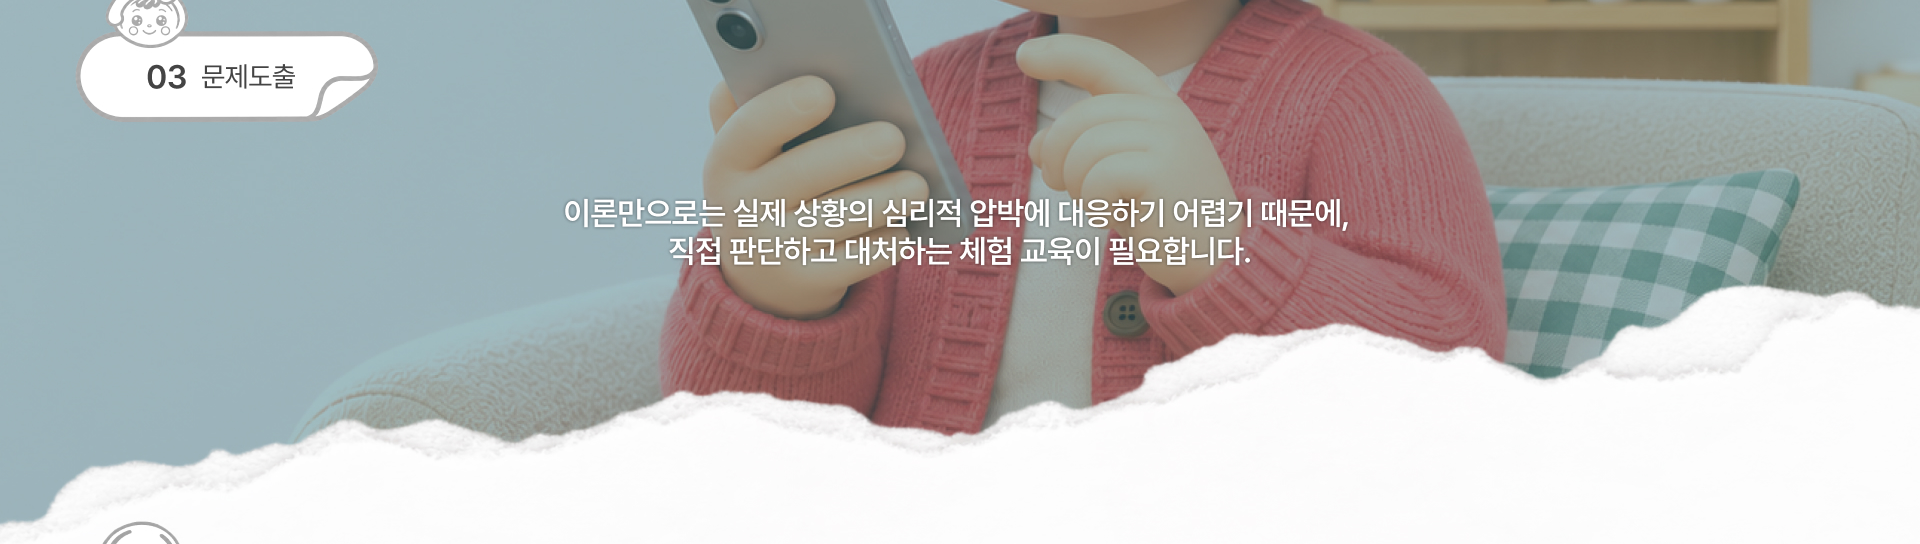 03 문제도출
이론만으로는 실제 상황의 심리적 압박에 대응하기 어렵기 때문에,
직접 판단하고 대처하는 체험 교육이 필요합니다.